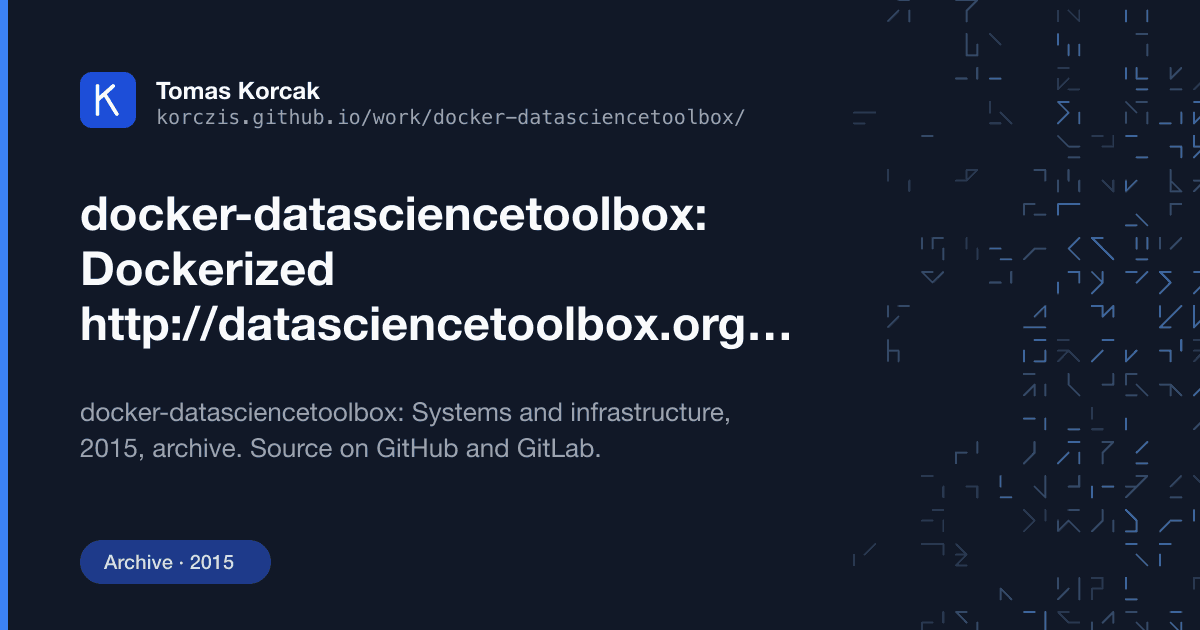 K
Tomas Korcak
korczis.github.io/work/docker-datasciencetoolbox/
docker-datasciencetoolbox:
Dockerized
http://datasciencetoolbox.org…
docker-datasciencetoolbox: Systems and infrastructure,
2015, archive. Source on GitHub and GitLab.
Archive · 2015